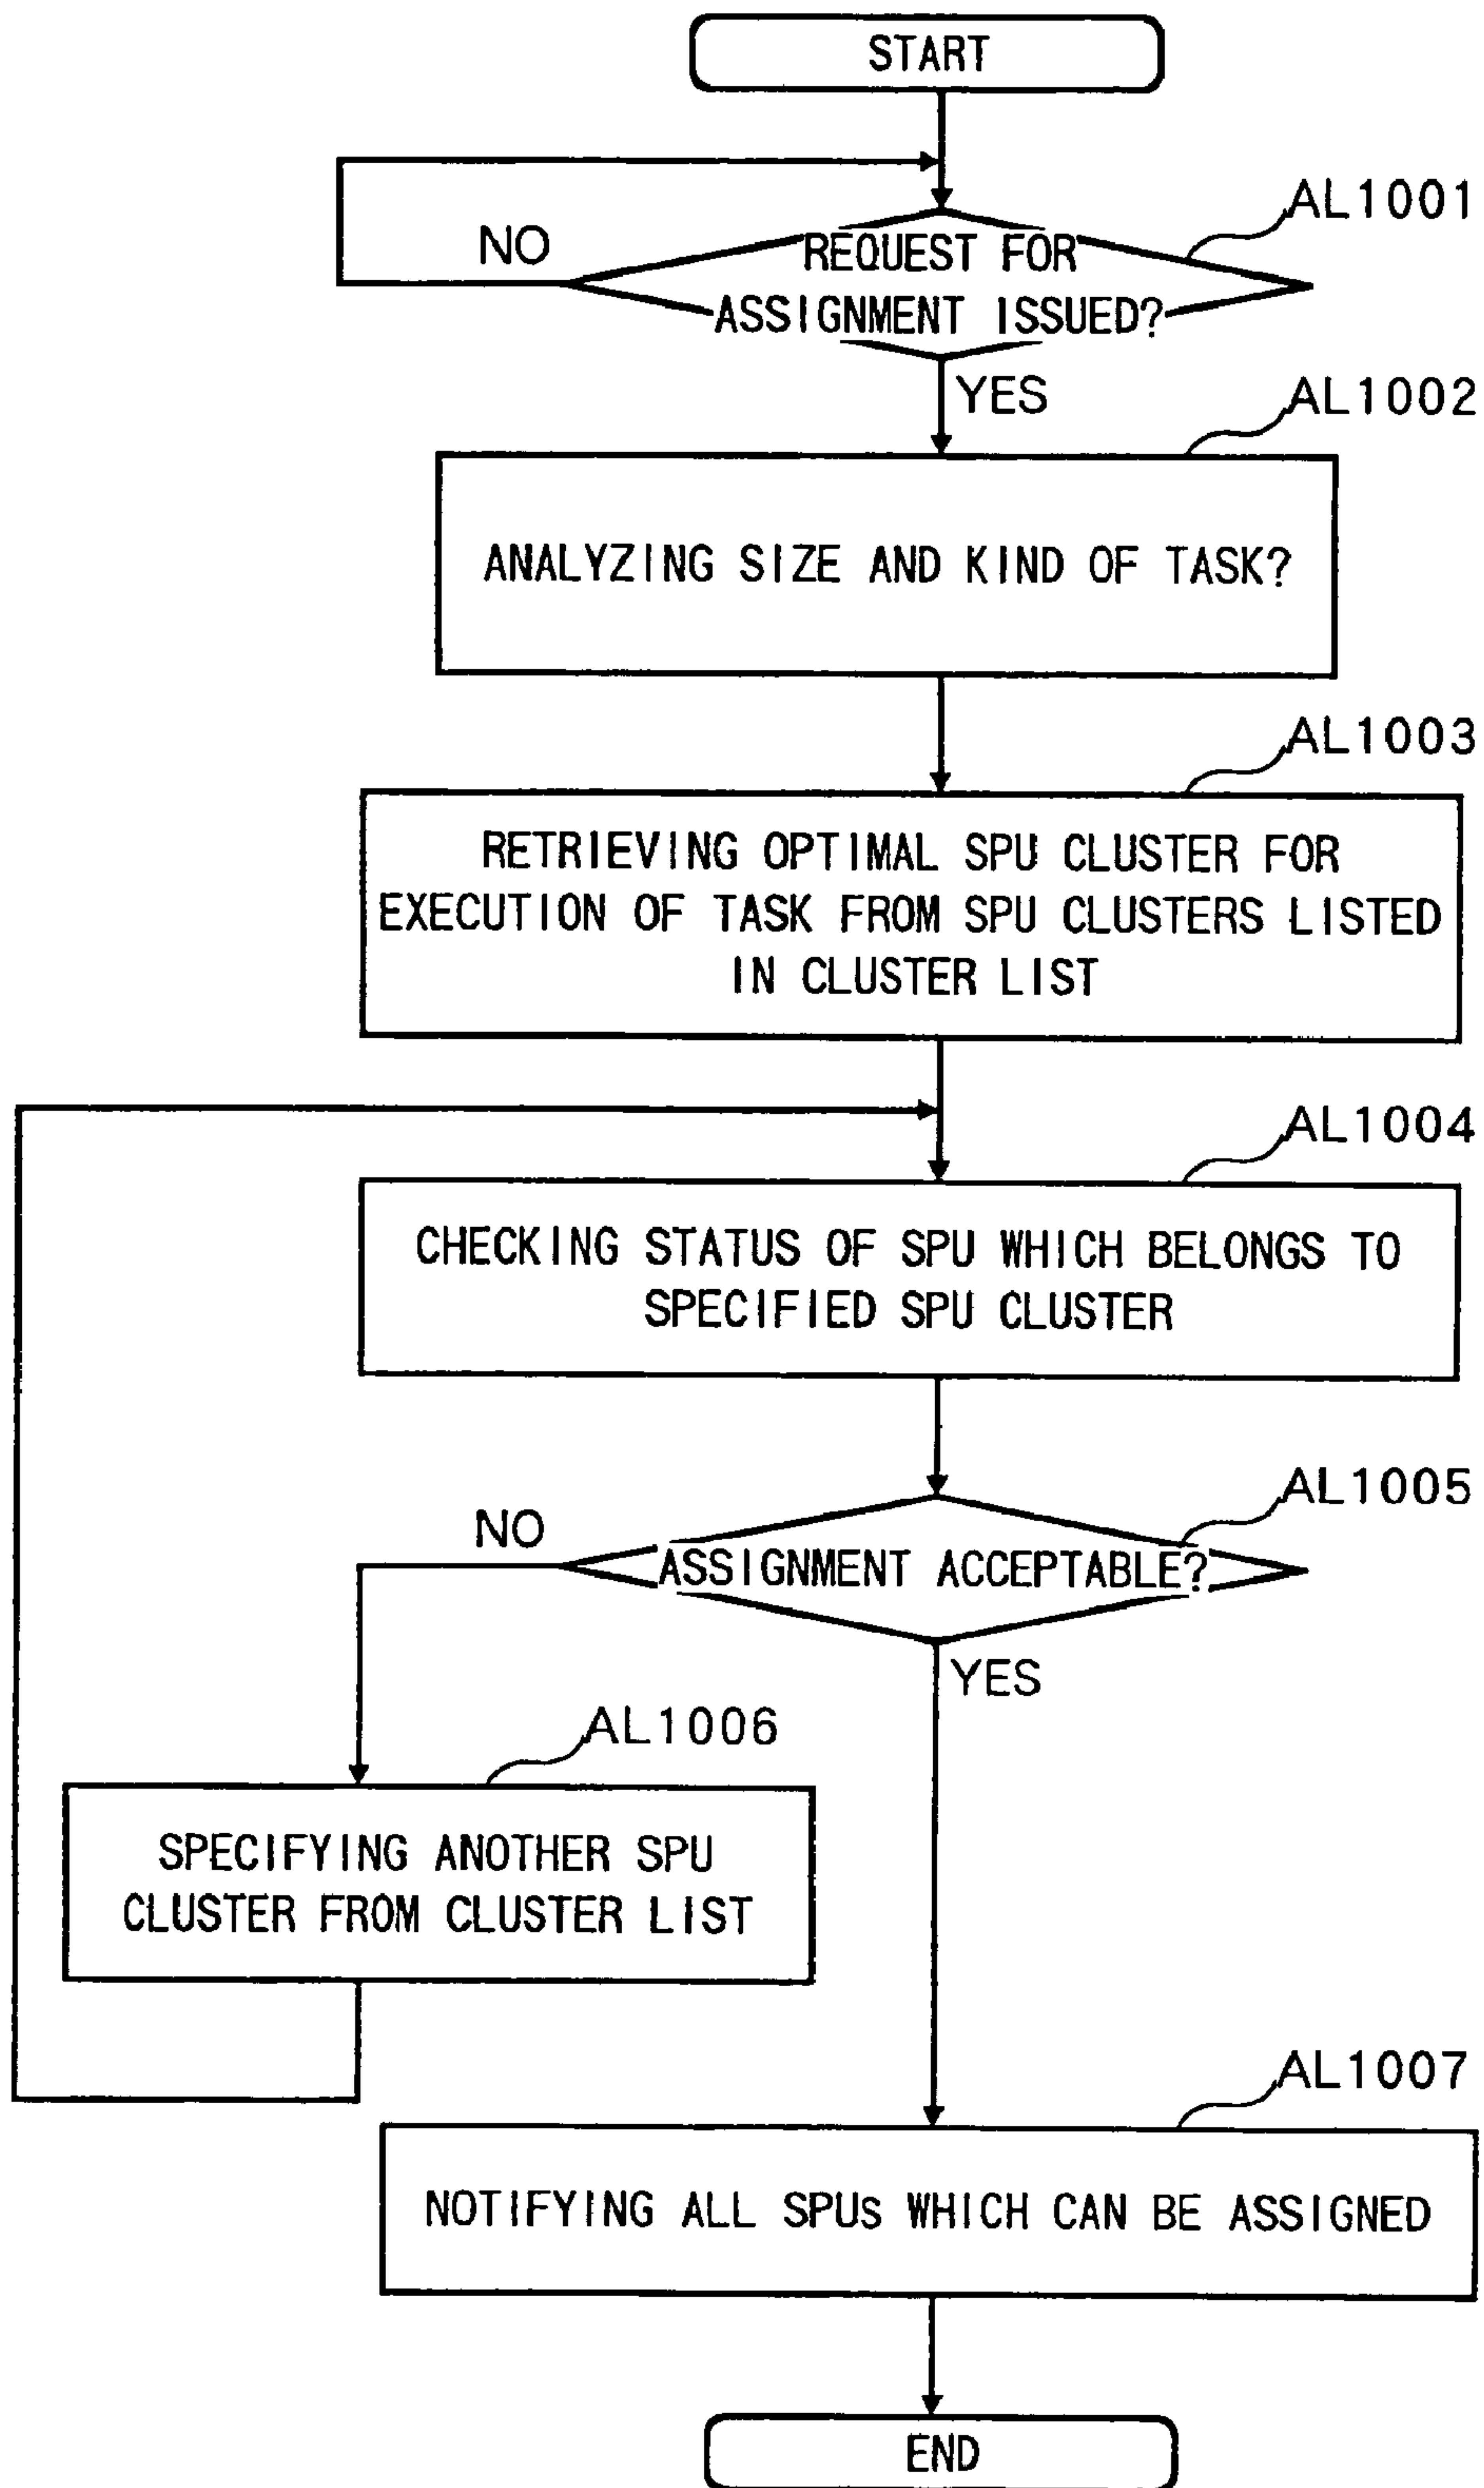 START
AL1001
NO
REQUEST FOR
ASSIGNMENT ISSUED?
YES
AL1002
ANALYZING SIZE AND KIND OF TASK?
AL1003
RETRIEVING OPTIMAL SPU CLUSTER FOR
EXECUTION OF TASK FROM SPU CLUSTERS LISTED
IN CLUSTER LIST
AL1004
CHECKING STATUS OF SPU WHICH BELONGS TO
SPECIFIED SPU CLUSTER
AL1005
NO
ASSIGNMENT ACCEPTABLE?
YES
AL1006
SPECIFYING ANOTHER SPU
CLUSTER FROM CLUSTER LIST
AL1007
NOTIFYING ALL SPUs WHICH CAN BE ASSIGNED
END